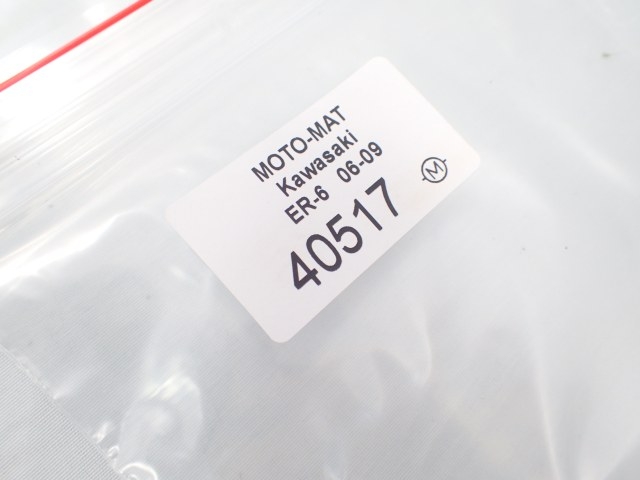 MOTO-MAT
Kawasaki
ER-6 06-09
40517
M